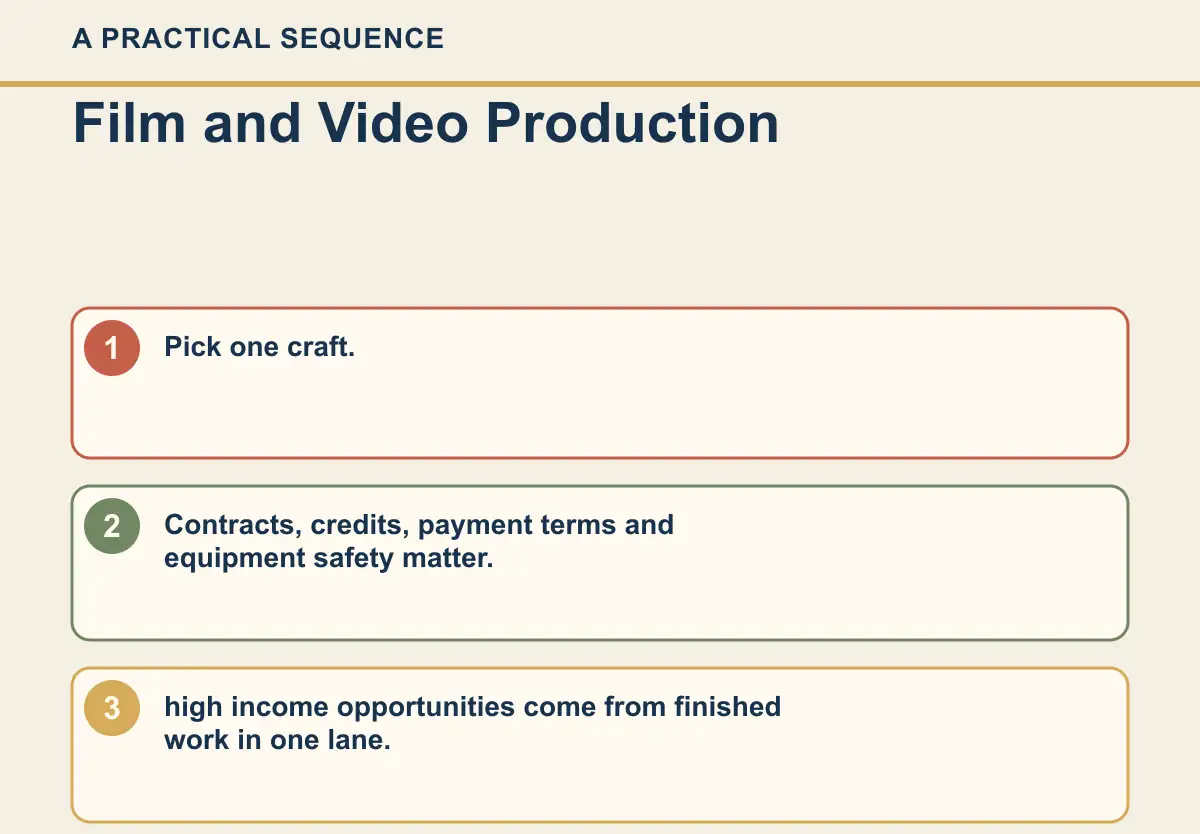 A PRACTICAL SEQUENCE
Film and Video Production
1
Pick one craft.
2
Contracts, credits, payment terms and
equipment safety matter.
3
high income opportunities come from finished
work in one lane.